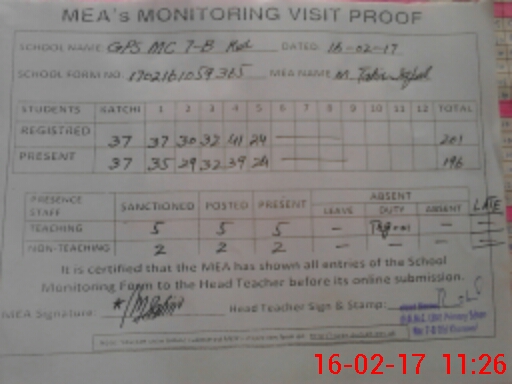 MEA's MONITORING VISIT PROOF
SCHOOL NAME GPS MC 7-B DATED 16-02-17
SCHOOL FORM NO. 1702161059365 MEA NAME M.
STUDENTS KATCHI 1 2 3 4 5 6 7 8 9 10 11 12 TOTAL
REGISTRED 37 37 30 32 41 24 201
PRESENT 37 35 29 32 39 24 196
PRESENCE STAFF SANCTIONED POSTED PRESENT ABSENT LATE
LEAVE DUTY ABSENT
TEACHING 5 5 5 –
NON-TEACHING 2 2 2 – – –
It is certified that the MEA has shown all entries of the School
Monitoring Form to the Head Teacher before its online submission.
MEA Signature: Head Teacher Sign & Stamp:
Primary School
16-02-17 11:26